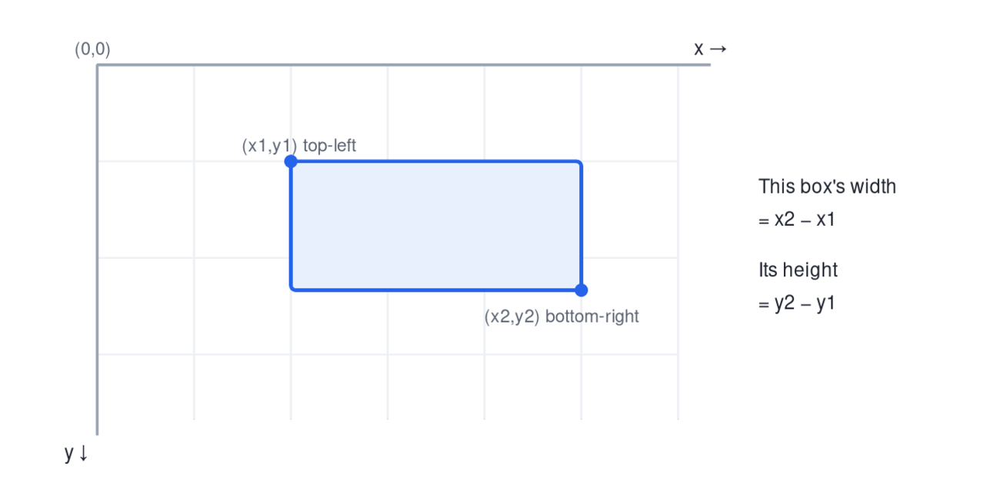 (0,0)
x →
(x1,y1) top-left
This box's width
= x2 – x1
Its height
= y2 – y1
(x2,y2) bottom-right
y ↓